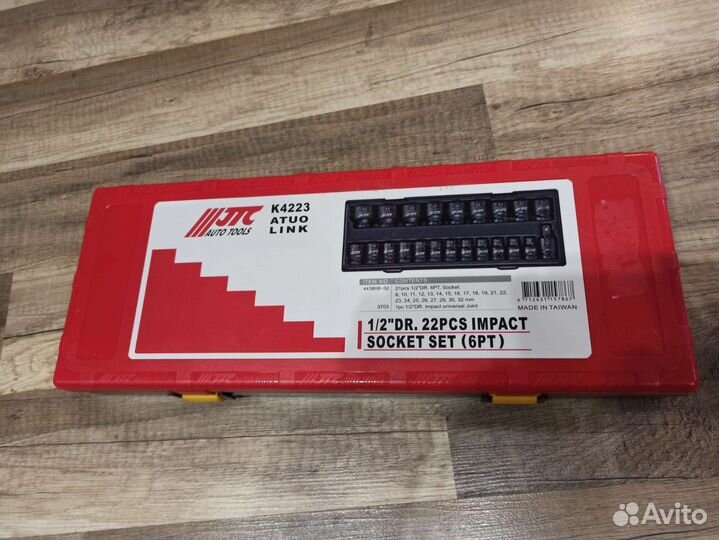 JTC
AUTO TOOLS
K4223
ATUO
LINK
ITEM NO. CONTENTS
443808~32 21pcs 1/2"DR. 6PT. Socket:
8, 10, 11, 12, 13, 14, 15, 16, 17, 18, 19, 21, 22,
23, 24, 25, 26, 27, 29, 30, 32 mm
3703 1pc 1/2"DR. Impact universal Joint
4 712631 157867
MADE IN TAIWAN
1/2"DR. 22PCS IMPACT
SOCKET SET (6PT)
Avito